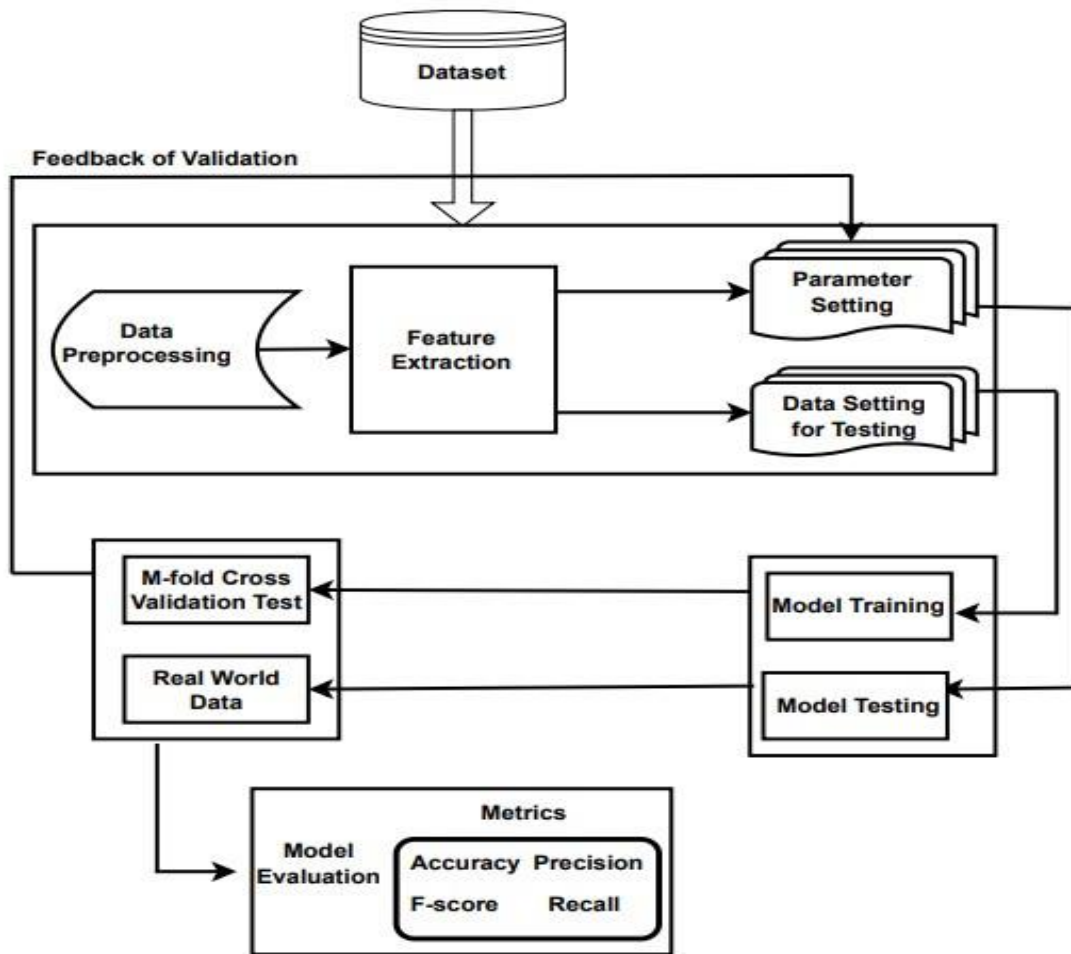 Dataset
Feedback of Validation
Data
Preprocessing
Feature
Extraction
Parameter
Setting
Data Setting
for Testing
M-fold Cross
Validation Test
Real World
Data
Model Training
Model Testing
Metrics
Model
Evaluation
Accuracy Precision
F-score Recall